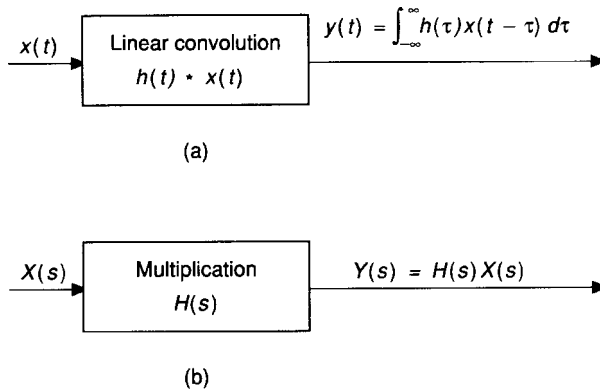 x(t)
Linear convolution
h(t) * x(t)
y(t) = ∫_{-∞}^{∞} h(τ)x(t − τ) dτ
(a)
X(s)
Multiplication
H(s)
Y(s) = H(s) X(s)
(b)